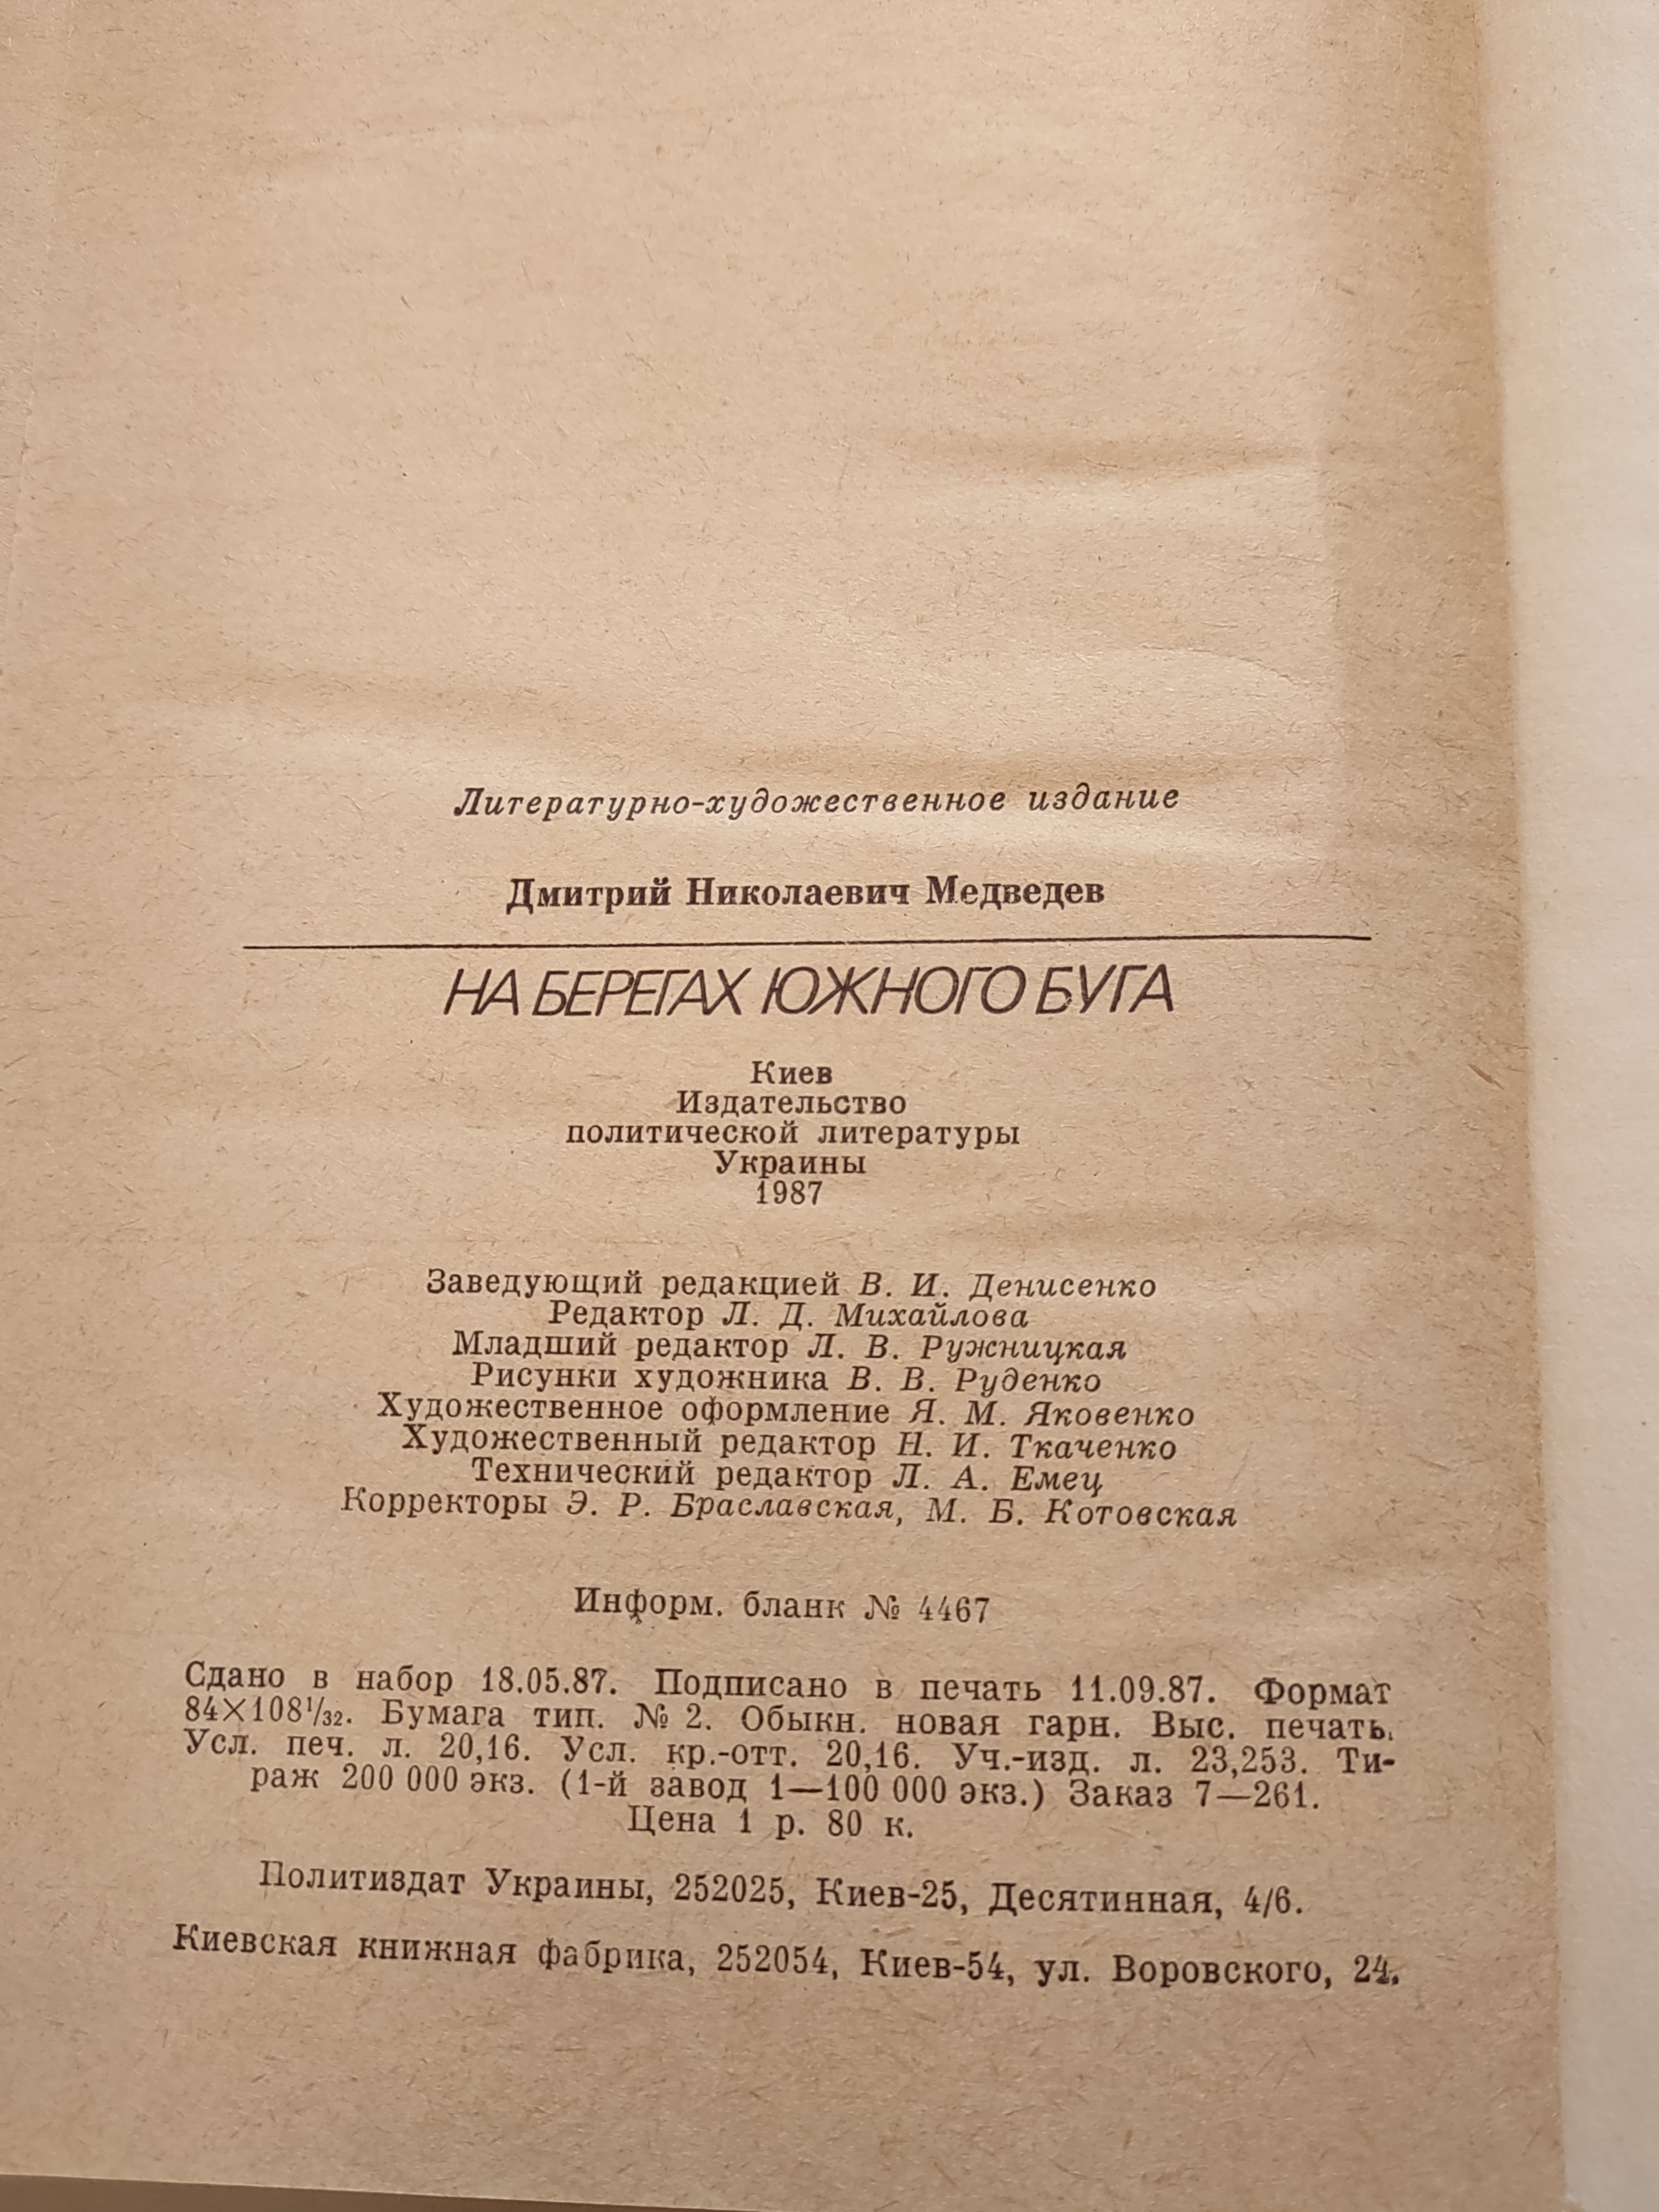 Литературно-художественное издание
Дмитрий Николаевич Медведев
НА БЕРЕГАХ ЮЖНОГО БУГА
Киев
Издательство
политической литературы
Украины
1987
Заведующий редакцией В. И. Денисенко
Редактор Л. Д. Михайлова
Младший редактор Л. В. Ружницкая
Рисунки художника В. В. Руденко
Художественное оформление Я. М. Яковенко
Художественный редактор Н. И. Ткаченко
Технический редактор Л. А. Емец
Корректоры Э. Р. Браславская, М. Б. Котовская
Информ. бланк № 4467
Сдано в набор 18.05.87. Подписано в печать 11.09.87. Формат
84×108¹/₃₂. Бумага тип. № 2. Обыкн. новая гарн. Выс. печать.
Усл. печ. л. 20,16. Усл. кр.-отт. 20,16. Уч.-изд. л. 23,253. Ти-
раж 200 000 экз. (1-й завод 1—100 000 экз.) Заказ 7—261.
Цена 1 р. 80 к.
Политиздат Украины, 252025, Киев-25, Десятинная, 4/6.
Киевская книжная фабрика, 252054, Киев-54, ул. Воровского, 24.